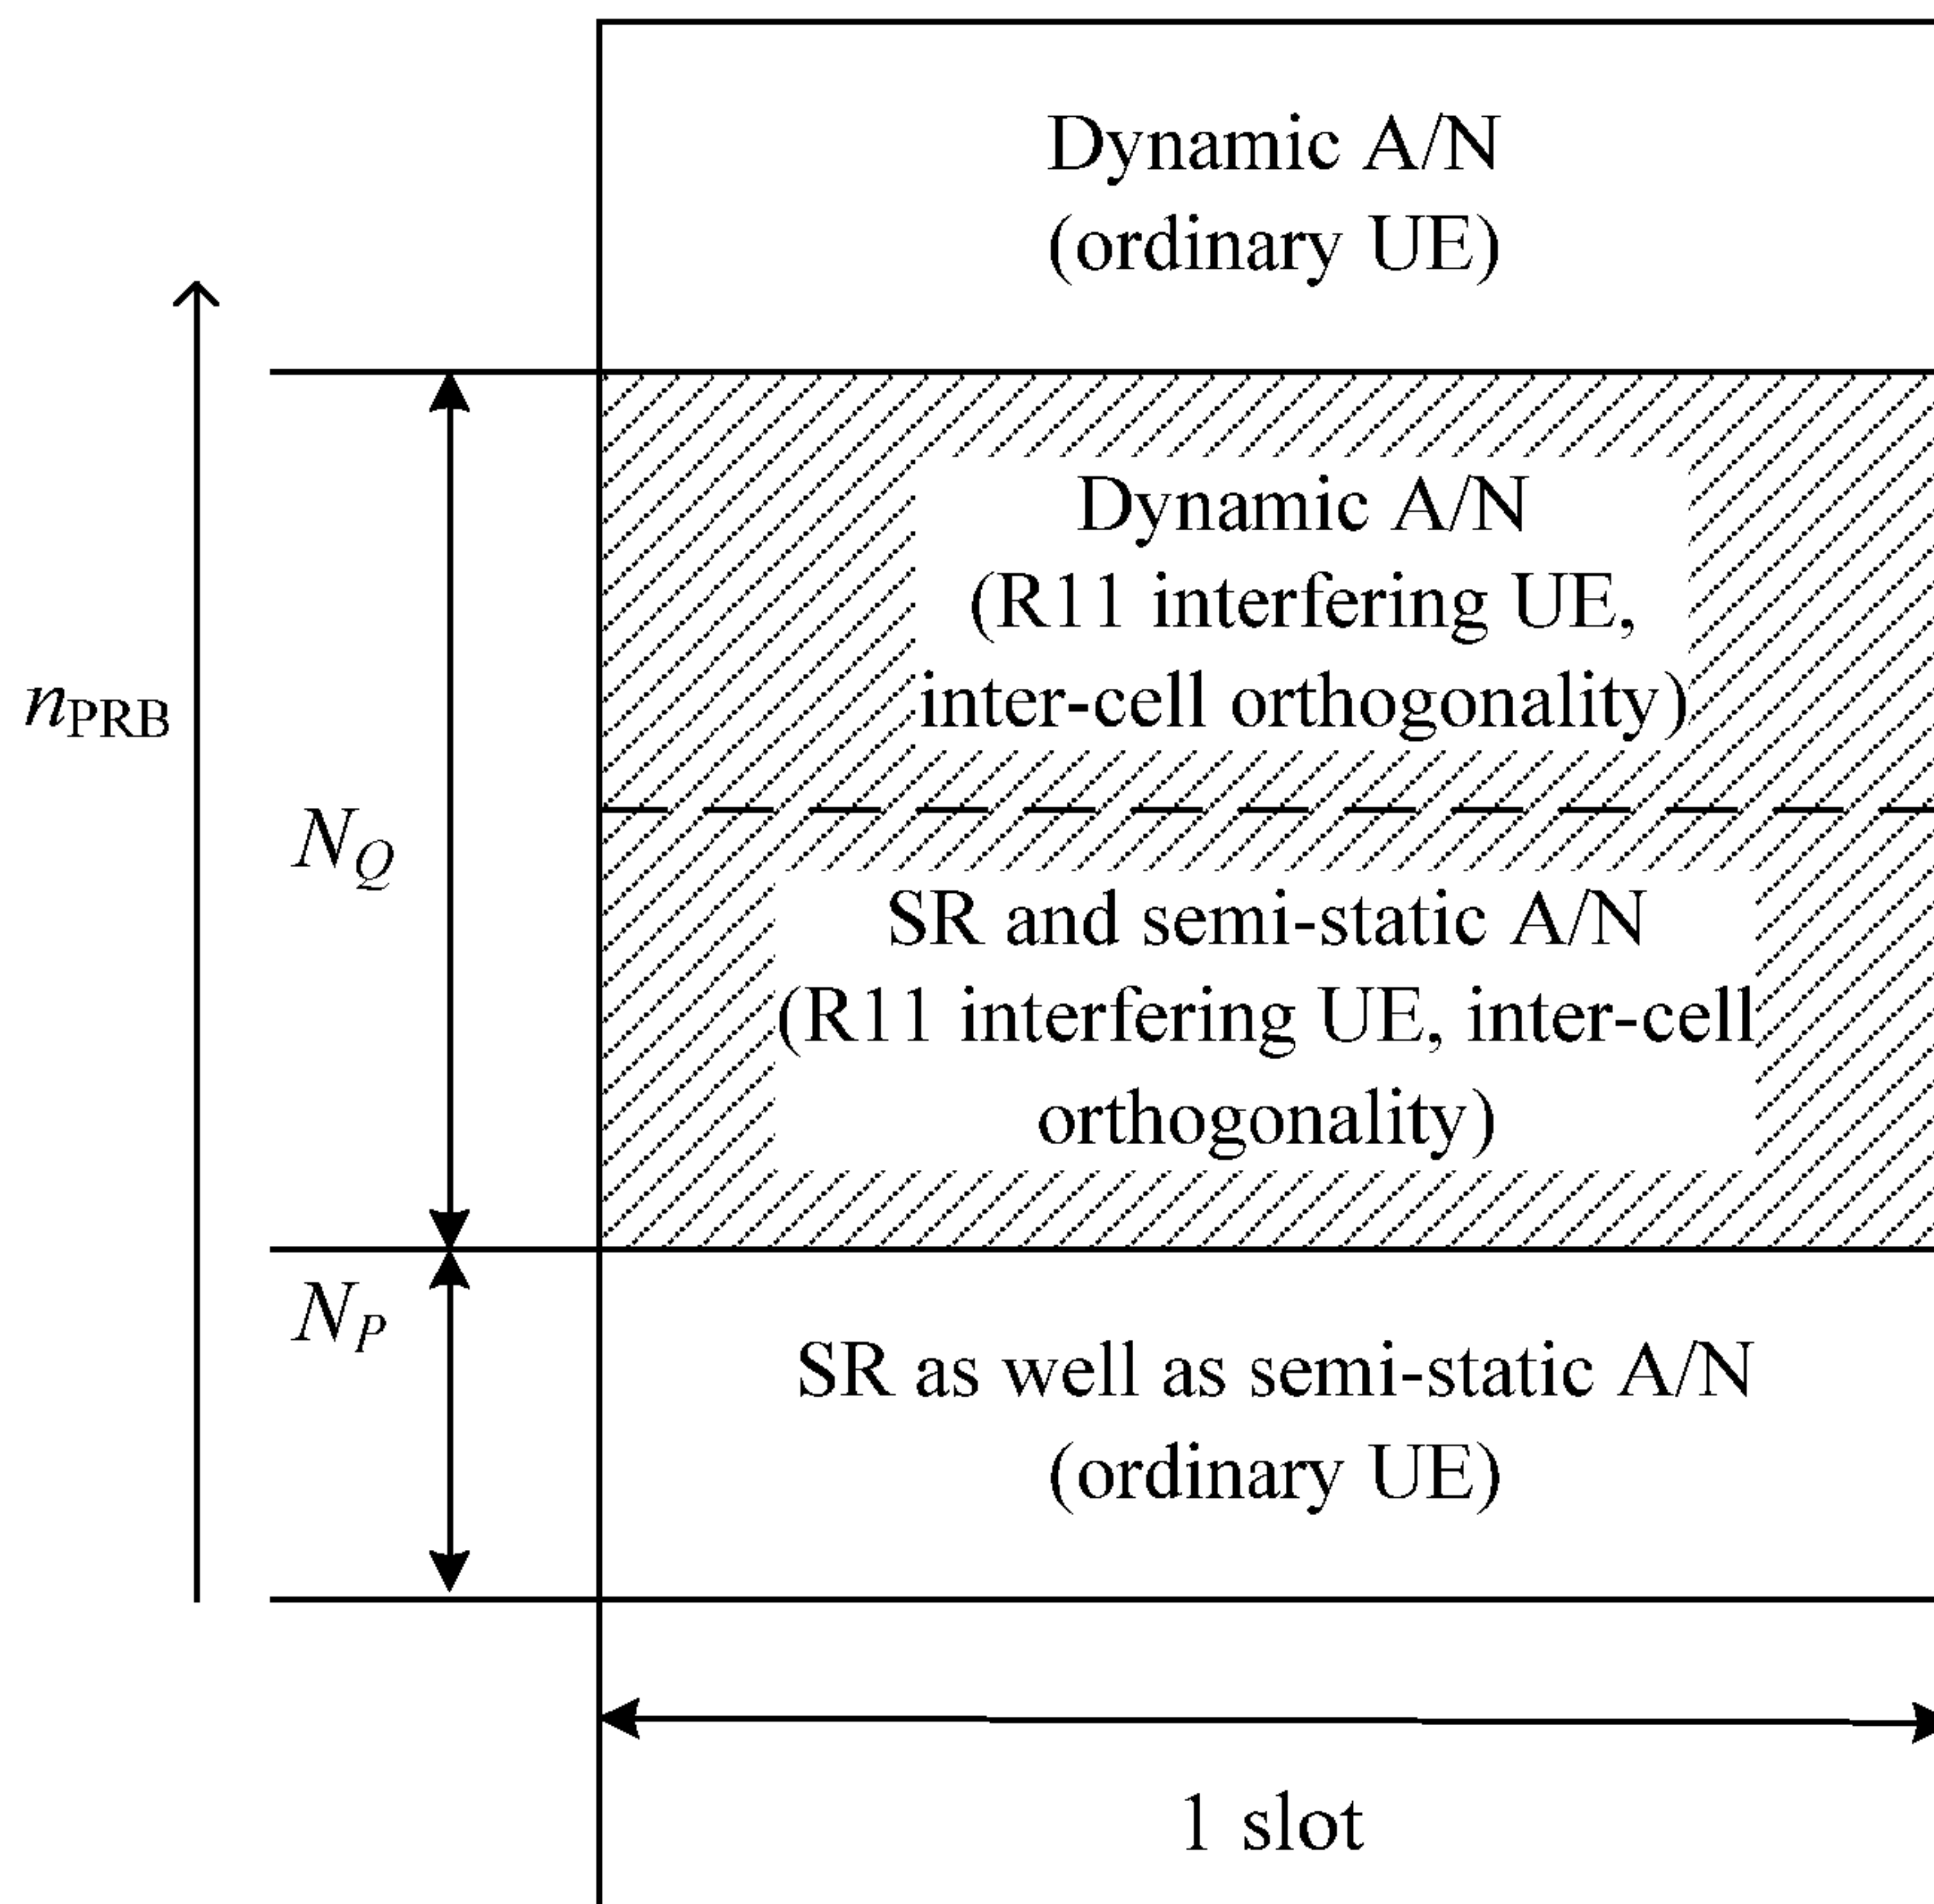 Dynamic A/N
(ordinary UE)
Dynamic A/N
(R11 interfering UE,
inter-cell orthogonality)
n_PRB
N_Q
SR and semi-static A/N
(R11 interfering UE, inter-cell
orthogonality)
N_P
SR as well as semi-static A/N
(ordinary UE)
1 slot